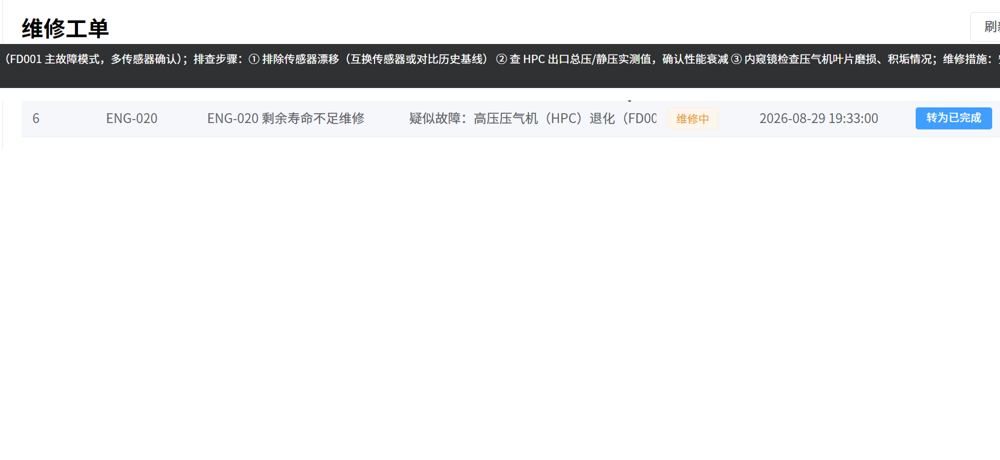 维修工单
刷
（FD001 主故障模式，多传感器确认）；排查步骤：① 排除传感器漂移（互换传感器或对比历史基线） ② 查 HPC 出口总压/静压实测值，确认性能衰减 ③ 内窥镜检查压气机叶片磨损、积垢情况；维修措施：
6 ENG-020 ENG-020 剩余寿命不足维修 疑似故障：高压压气机（HPC）退化（FD00 维修中 2026-08-29 19:33:00 转为已完成